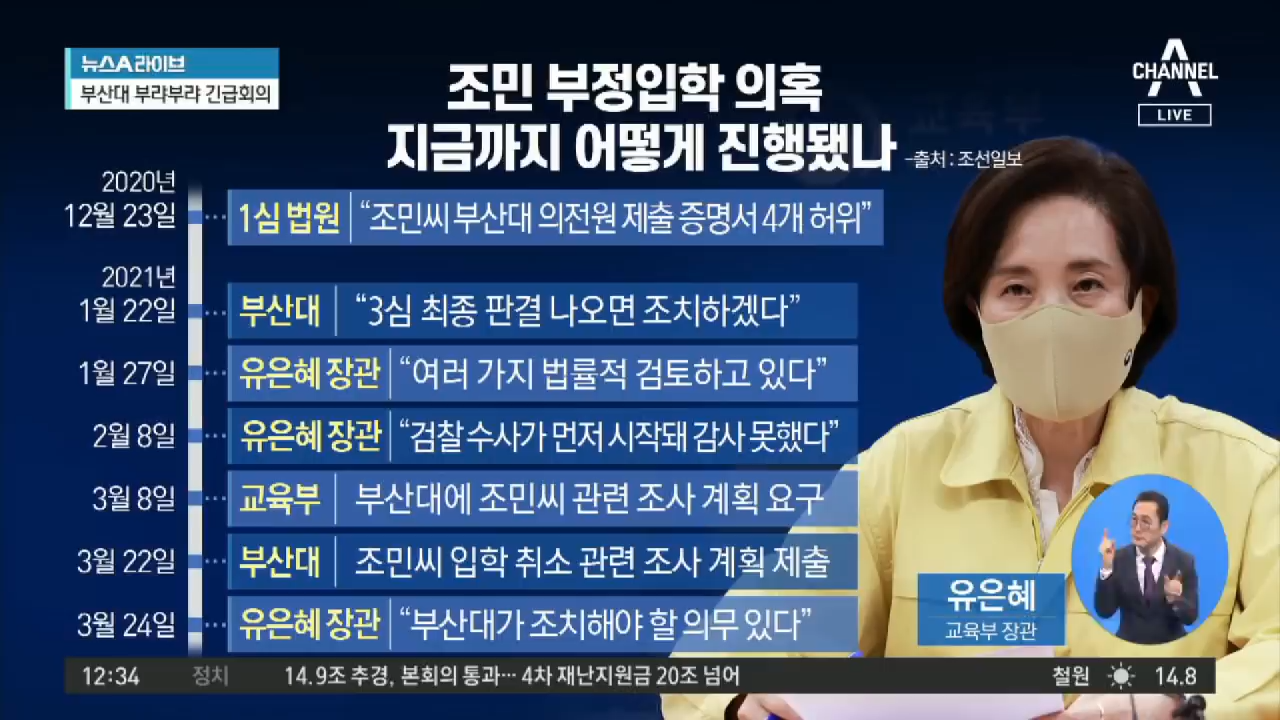 뉴스A 라이브
부산대 부랴부랴 긴급회의
CHANNEL A
LIVE
조민 부정입학 의혹
지금까지 어떻게 진행됐나
-출처 : 조선일보
교육부
2020년
12월 23일 1심 법원 “조민씨 부산대 의전원 제출 증명서 4개 허위”
2021년
1월 22일 부산대 “3심 최종 판결 나오면 조치하겠다”
1월 27일 유은혜 장관 “여러 가지 법률적 검토하고 있다”
2월 8일 유은혜 장관 “검찰 수사가 먼저 시작돼 감사 못했다”
3월 8일 교육부 부산대에 조민씨 관련 조사 계획 요구
3월 22일 부산대 조민씨 입학 취소 관련 조사 계획 제출
3월 24일 유은혜 장관 “부산대가 조치해야 할 의무 있다”
유은혜
교육부 장관
12:34 정치 14.9조 추경, 본회의 통과… 4차 재난지원금 20조 넘어 철원 14.8